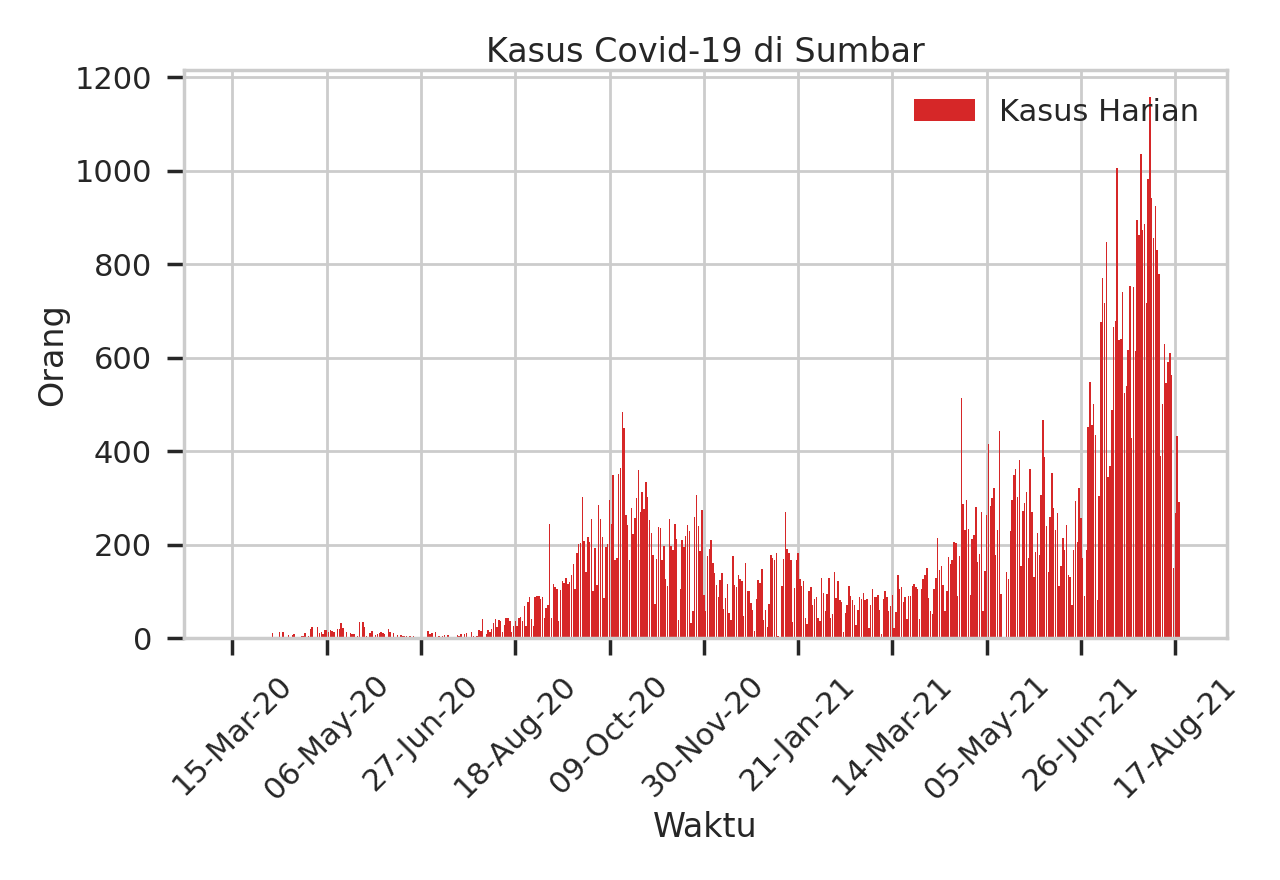 Kasus Covid-19 di Sumbar
1200
1000
800
600
400
200
0
Orang
Kasus Harian
15-Mar-20
06-May-20
27-Jun-20
18-Aug-20
09-Oct-20
30-Nov-20
21-Jan-21
14-Mar-21
05-May-21
26-Jun-21
17-Aug-21
Waktu